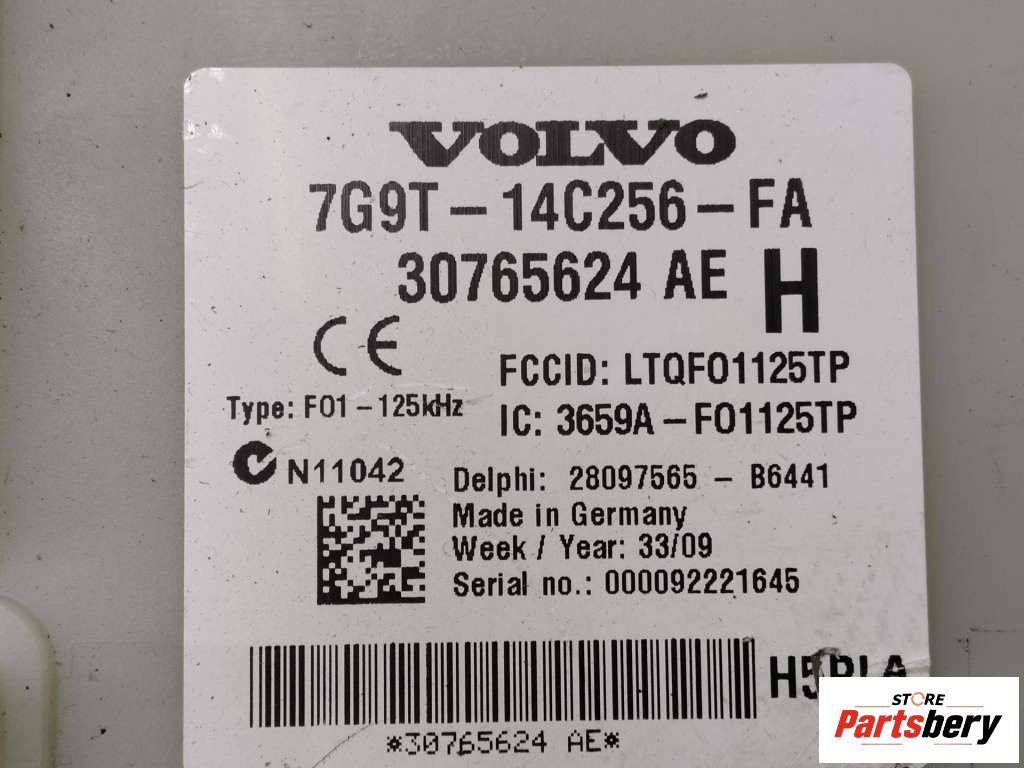 VOLVO
7G9T-14C256-FA
30765624 AE H
CE
FCCID: LTQFO1125TP
Type: FO1-125kHz
IC: 3659A-FO1125TP
N11042
Delphi: 28097565 - B6441
Made in Germany
Week / Year: 33/09
Serial no.: 000092221645
*30765624 AE*
STORE
Partsbery